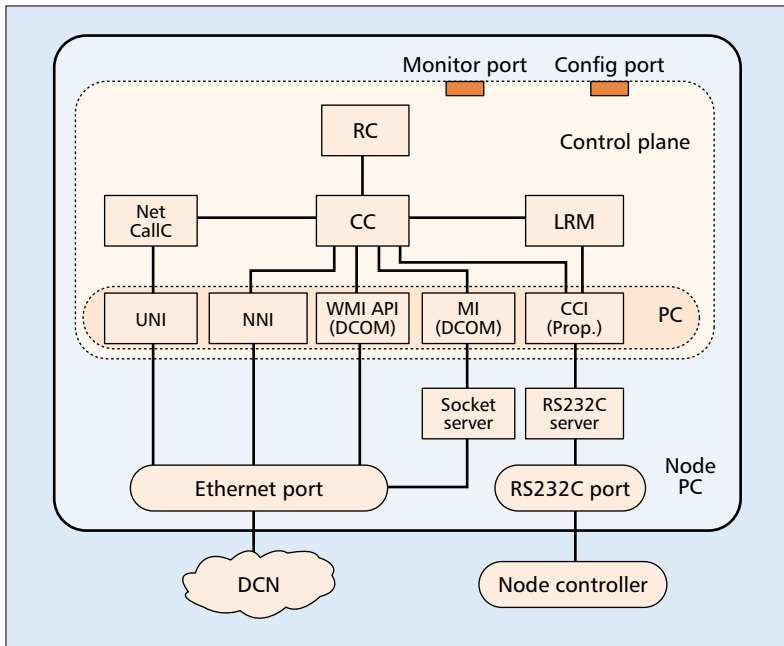 Monitor port
Config port
RC
Control plane
Net
CallC
CC
LRM
UNI
NNI
WMI API
(DCOM)
MI
(DCOM)
CCI
(Prop.)
PC
Socket
server
RS232C
server
Ethernet port
RS232C port
Node
PC
DCN
Node controller